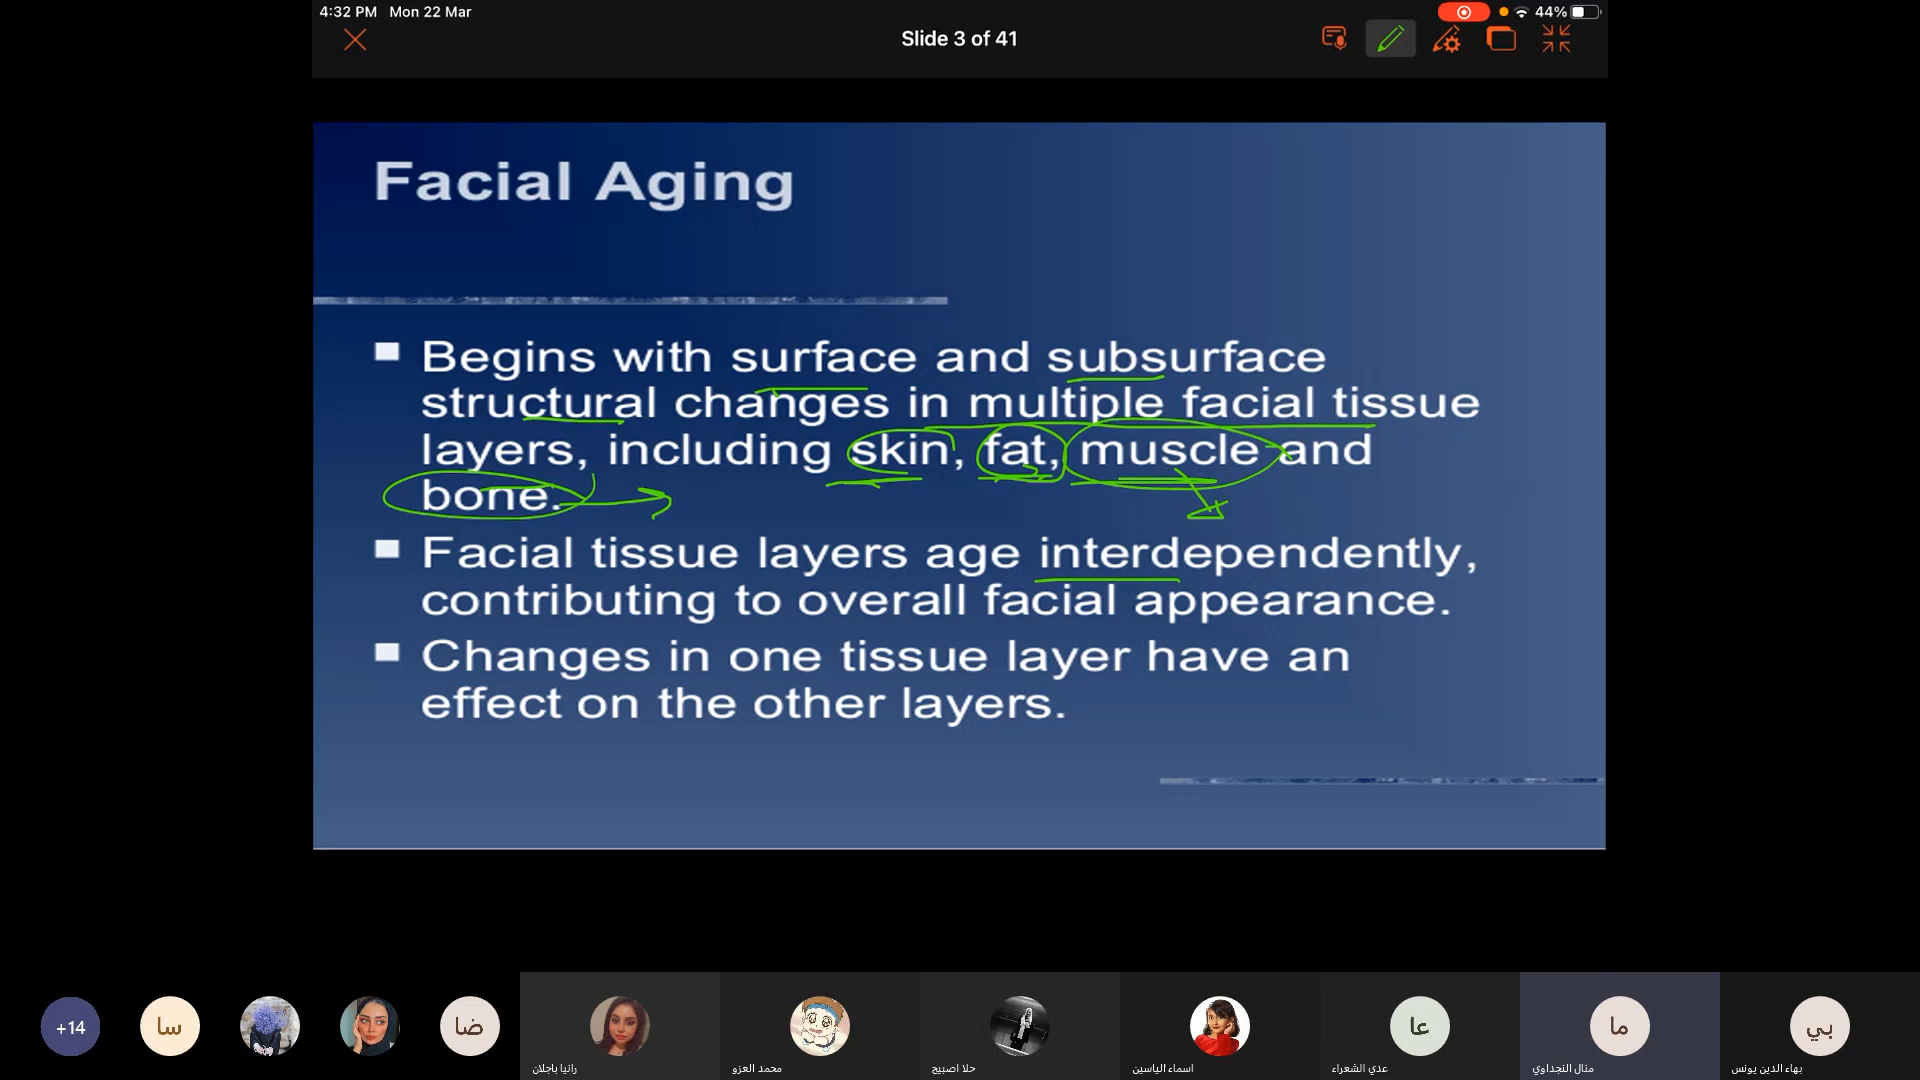 4:32 PM Mon 22 Mar
44%
Slide 3 of 41
Facial Aging
Begins with surface and subsurface
structural changes in multiple facial tissue
layers, including skin, fat, muscle and
bone.
Facial tissue layers age interdependently,
contributing to overall facial appearance.
Changes in one tissue layer have an
effect on the other layers.
+14
سا
ضا
عا
ما
بي
رانيا باجلان
محمد العزو
حلا اصبيح
اسماء الياسين
عدي الشعراء
منال النجداوي
بهاء الدين يونس